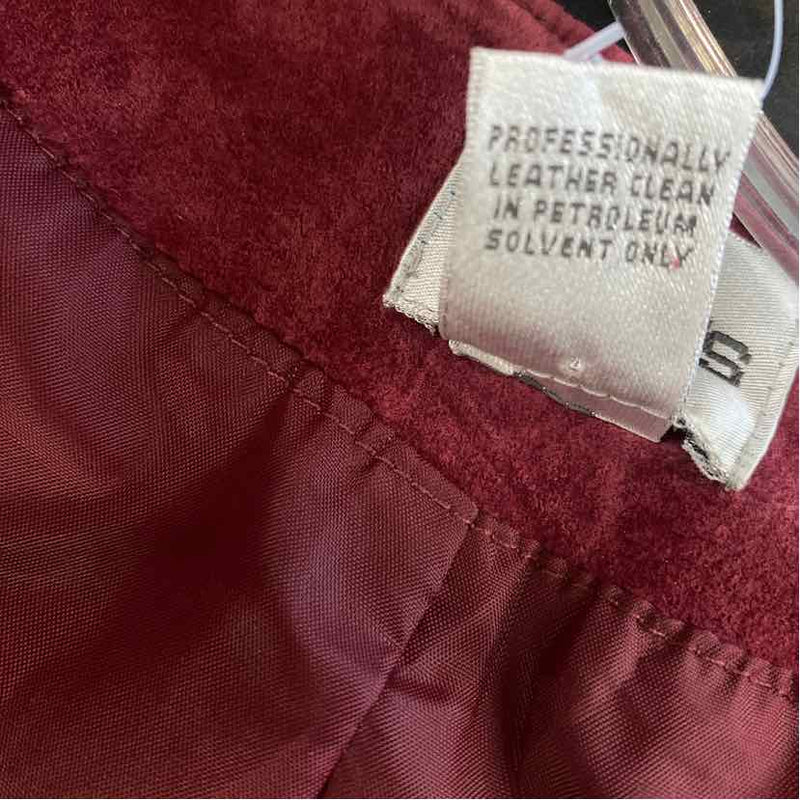 PROFESSIONALLY
LEATHER CLEAN
IN PETROLEUM
SOLVENT ONLY
S